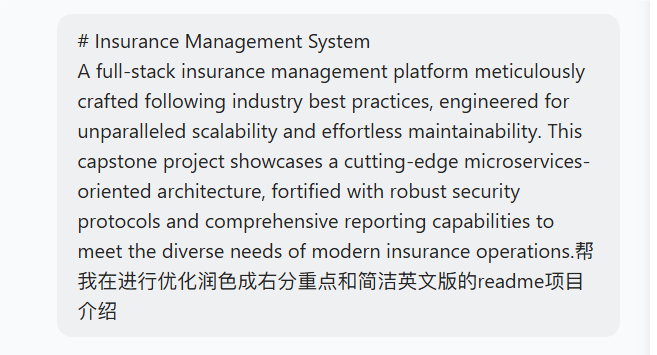 # Insurance Management System
A full-stack insurance management platform meticulously
crafted following industry best practices, engineered for
unparalleled scalability and effortless maintainability. This
capstone project showcases a cutting-edge microservices-
oriented architecture, fortified with robust security
protocols and comprehensive reporting capabilities to
meet the diverse needs of modern insurance operations.帮
我在进行优化润色成右分重点和简洁英文版的readme项目
介绍